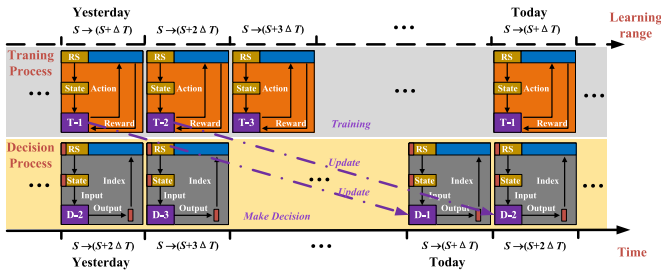 Yesterday
Today
Learning range
S→(S+ΔT)
S→(S+2ΔT)
S→(S+3ΔT)
...
S→(S+ΔT)
Traning Process
RS
State
Action
T-1
Reward
RS
State
Action
T-2
Reward
RS
State
Action
T-3
Reward
...
...
Training
RS
State
Action
T-1
Reward
...
Decision Process
RS
State
Index
Input
D-2
Output
RS
State
Index
Input
D-3
Output
...
...
Update
Update
Make Decision
RS
State
Index
Input
D-1
Output
RS
State
Index
Input
D-2
Output
...
S→(S+2ΔT)
S→(S+3ΔT)
...
S→(S+ΔT)
S→(S+2ΔT)
Time
Yesterday
Today